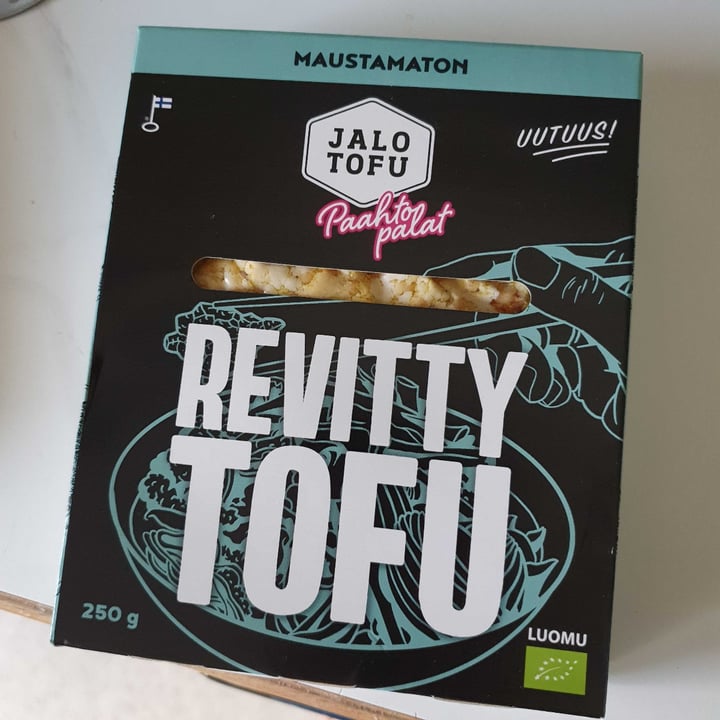 MAUSTAMATON
JALO
TOFU
UUTUUS!
Paahto
palat
REVITTY
TOFU
250 g
LUOMU